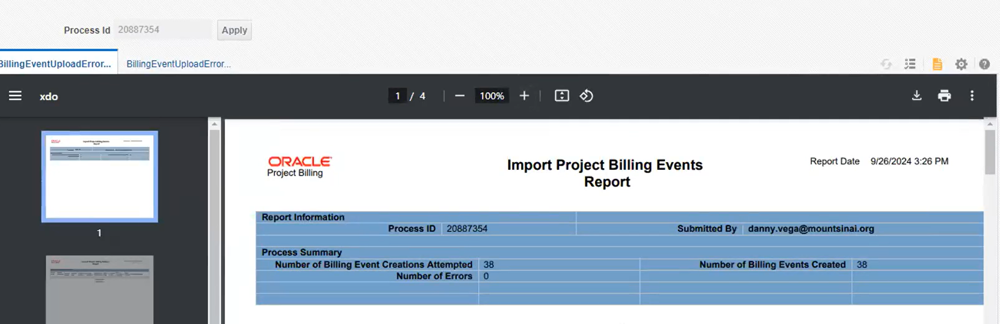 Process Id 20887354 Apply
BillingEventUploadError... BillingEventUploadError...
xdo 1 / 4 100%
ORACLE
Project Billing
Import Project Billing Events
Report
Report Date 9/26/2024 3:26 PM
Report Information
Process ID 20887354 Submitted By danny.vega@mountsinai.org
Process Summary
Number of Billing Event Creations Attempted 38 Number of Billing Events Created 38
Number of Errors 0
1